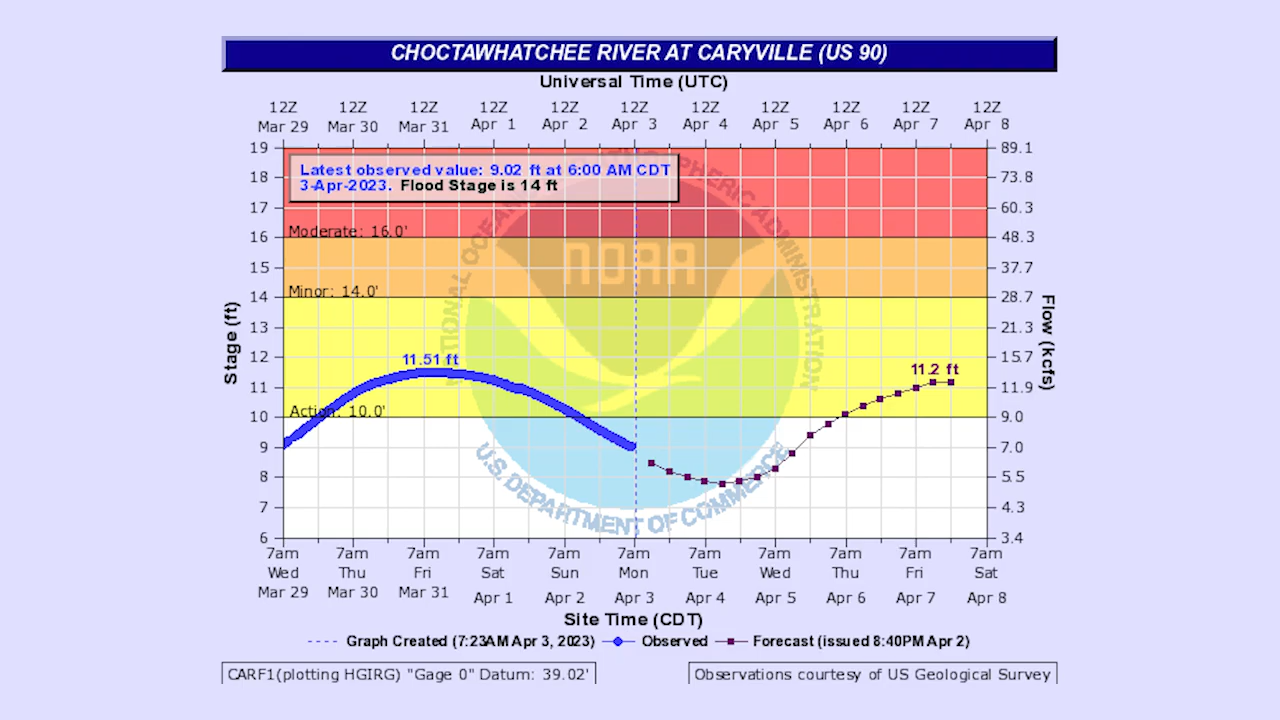 CHOCTAWHATCHEE RIVER AT CARYVILLE (US 90)
Universal Time (UTC)
12Z 12Z 12Z 12Z 12Z 12Z 12Z 12Z 12Z 12Z 12Z
Mar 29 Mar 30 Mar 31 Apr 1 Apr 2 Apr 3 Apr 4 Apr 5 Apr 6 Apr 7 Apr 8
Latest observed value: 9.02 ft at 6:00 AM CDT
3-Apr-2023. Flood Stage is 14 ft
19 89.1
18 73.8
17 60.3
Moderate: 16.0'
16 48.3
15 37.7
Minor: 14.0'
14 28.7
13 21.3
12 15.7
11.51 ft
11.2 ft
11 11.9
Action: 10.0'
10 9.0
9 7.0
8 5.5
7 4.3
6 3.4
Stage (ft)
Flow (kcfs)
NATIONAL OCEANIC AND ATMOSPHERIC ADMINISTRATION
NOAA
U.S. DEPARTMENT OF COMMERCE
7am 7am 7am 7am 7am 7am 7am 7am 7am 7am 7am
Wed Thu Fri Sat Sun Mon Tue Wed Thu Fri Sat
Mar 29 Mar 30 Mar 31 Apr 1 Apr 2 Apr 3 Apr 4 Apr 5 Apr 6 Apr 7 Apr 8
Site Time (CDT)
Graph Created (7:23AM Apr 3, 2023) Observed Forecast (issued 8:40PM Apr 2)
CARF1(plotting HGIRG) "Gage 0" Datum: 39.02'
Observations courtesy of US Geological Survey